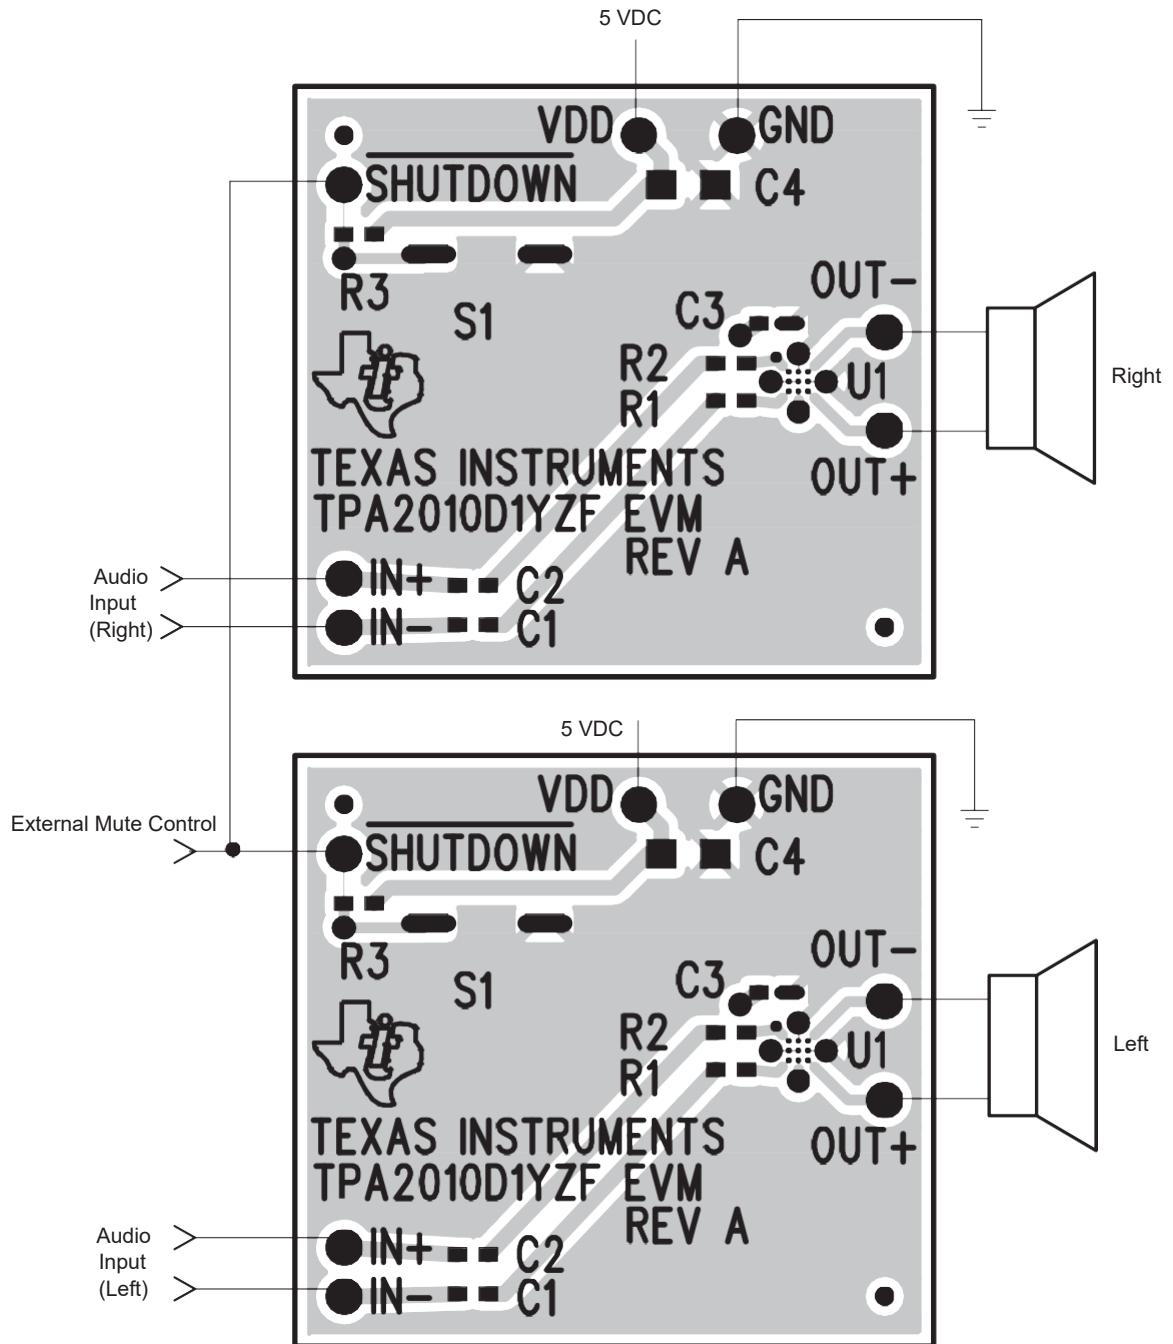 5 VDC
VDD
GND
SHUTDOWN
C4
R3
S1
OUT-
C3
R2
U1
R1
Right
OUT+
TEXAS INSTRUMENTS
TPA2010D1YZF EVM
REV A
Audio
Input
(Right)
IN+
C2
IN-
C1
5 VDC
VDD
GND
External Mute Control
SHUTDOWN
C4
R3
S1
OUT-
C3
R2
U1
R1
Left
OUT+
TEXAS INSTRUMENTS
TPA2010D1YZF EVM
REV A
Audio
Input
(Left)
IN+
C2
IN-
C1